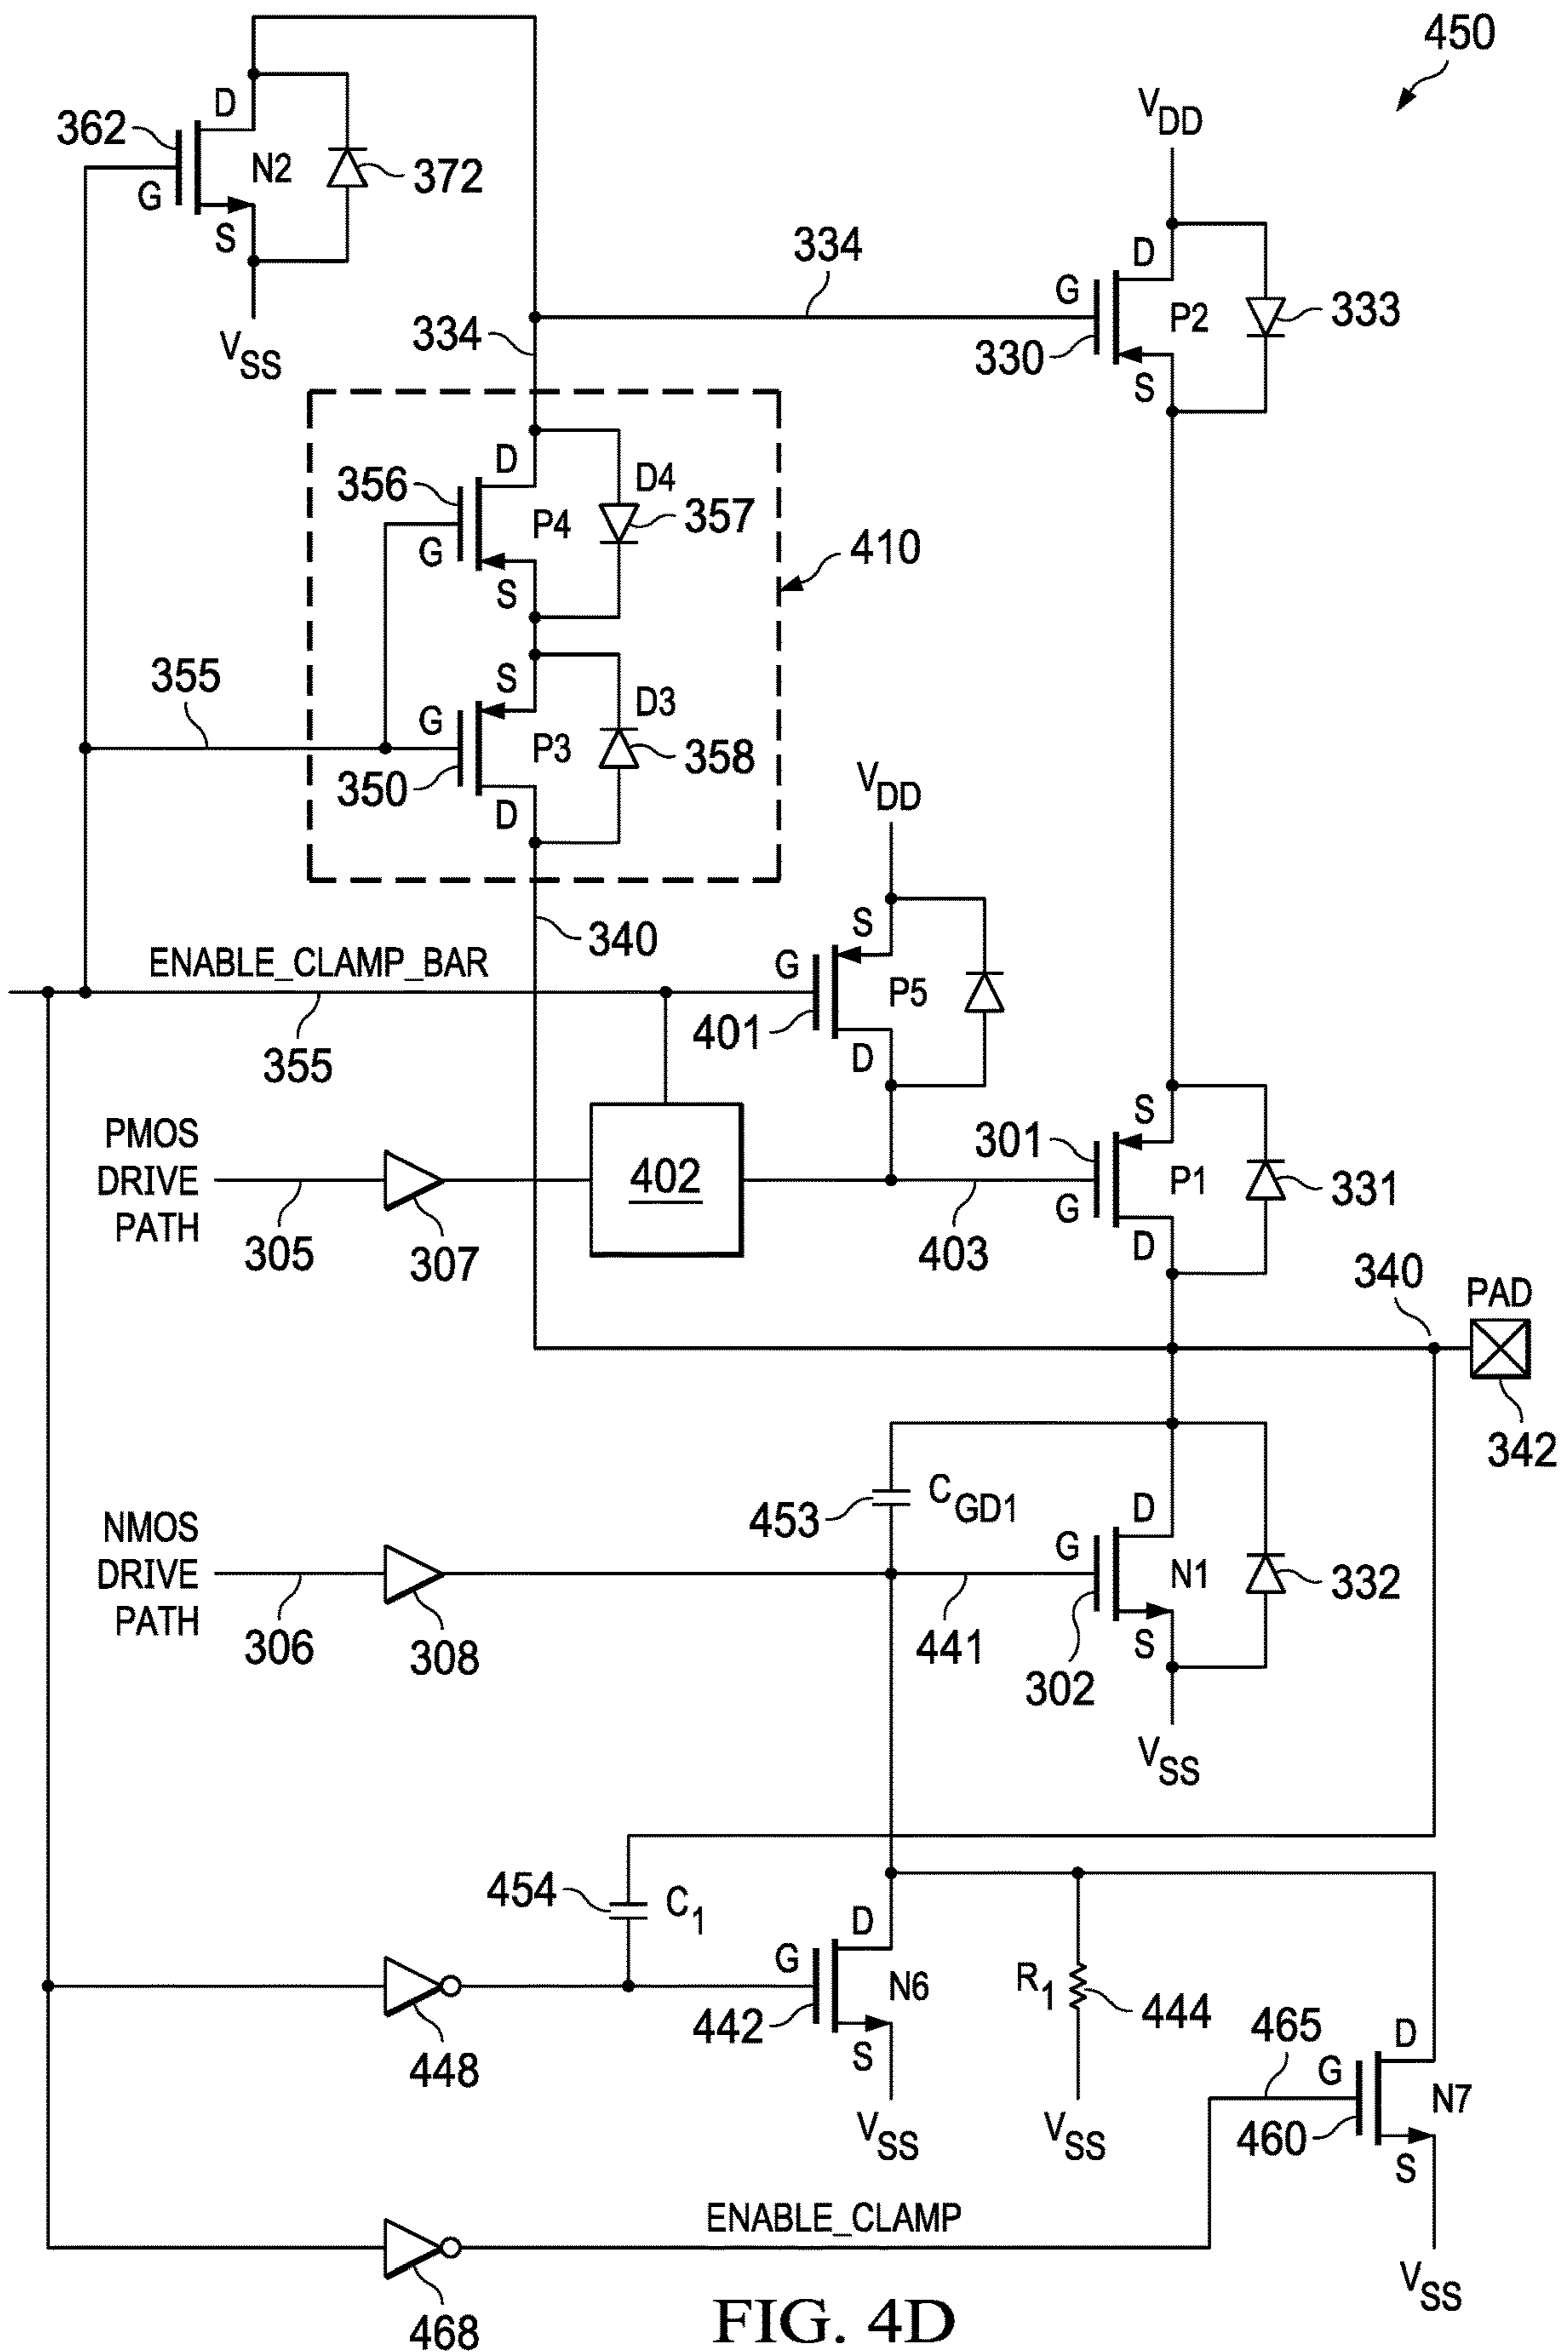 450
VDD
D
362
N2
372
G
S
VSS
334
D
G
P2
333
334
330
S
D
D4
356
P4
357
G
410
S
355
S
D3
G
P3
358
350
D
VDD
340
S
ENABLE_CLAMP_BAR
G
P5
401
355
D
PMOS
DRIVE
PATH
305
307
402
403
301
S
P1
331
G
D
340
PAD
342
453
CGD1
D
NMOS
DRIVE
PATH
306
308
G
N1
332
441
302
S
VSS
454
C1
D
G
N6
R1
444
448
442
S
VSS
VSS
465
D
G
N7
460
S
ENABLE_CLAMP
VSS
468
FIG. 4D